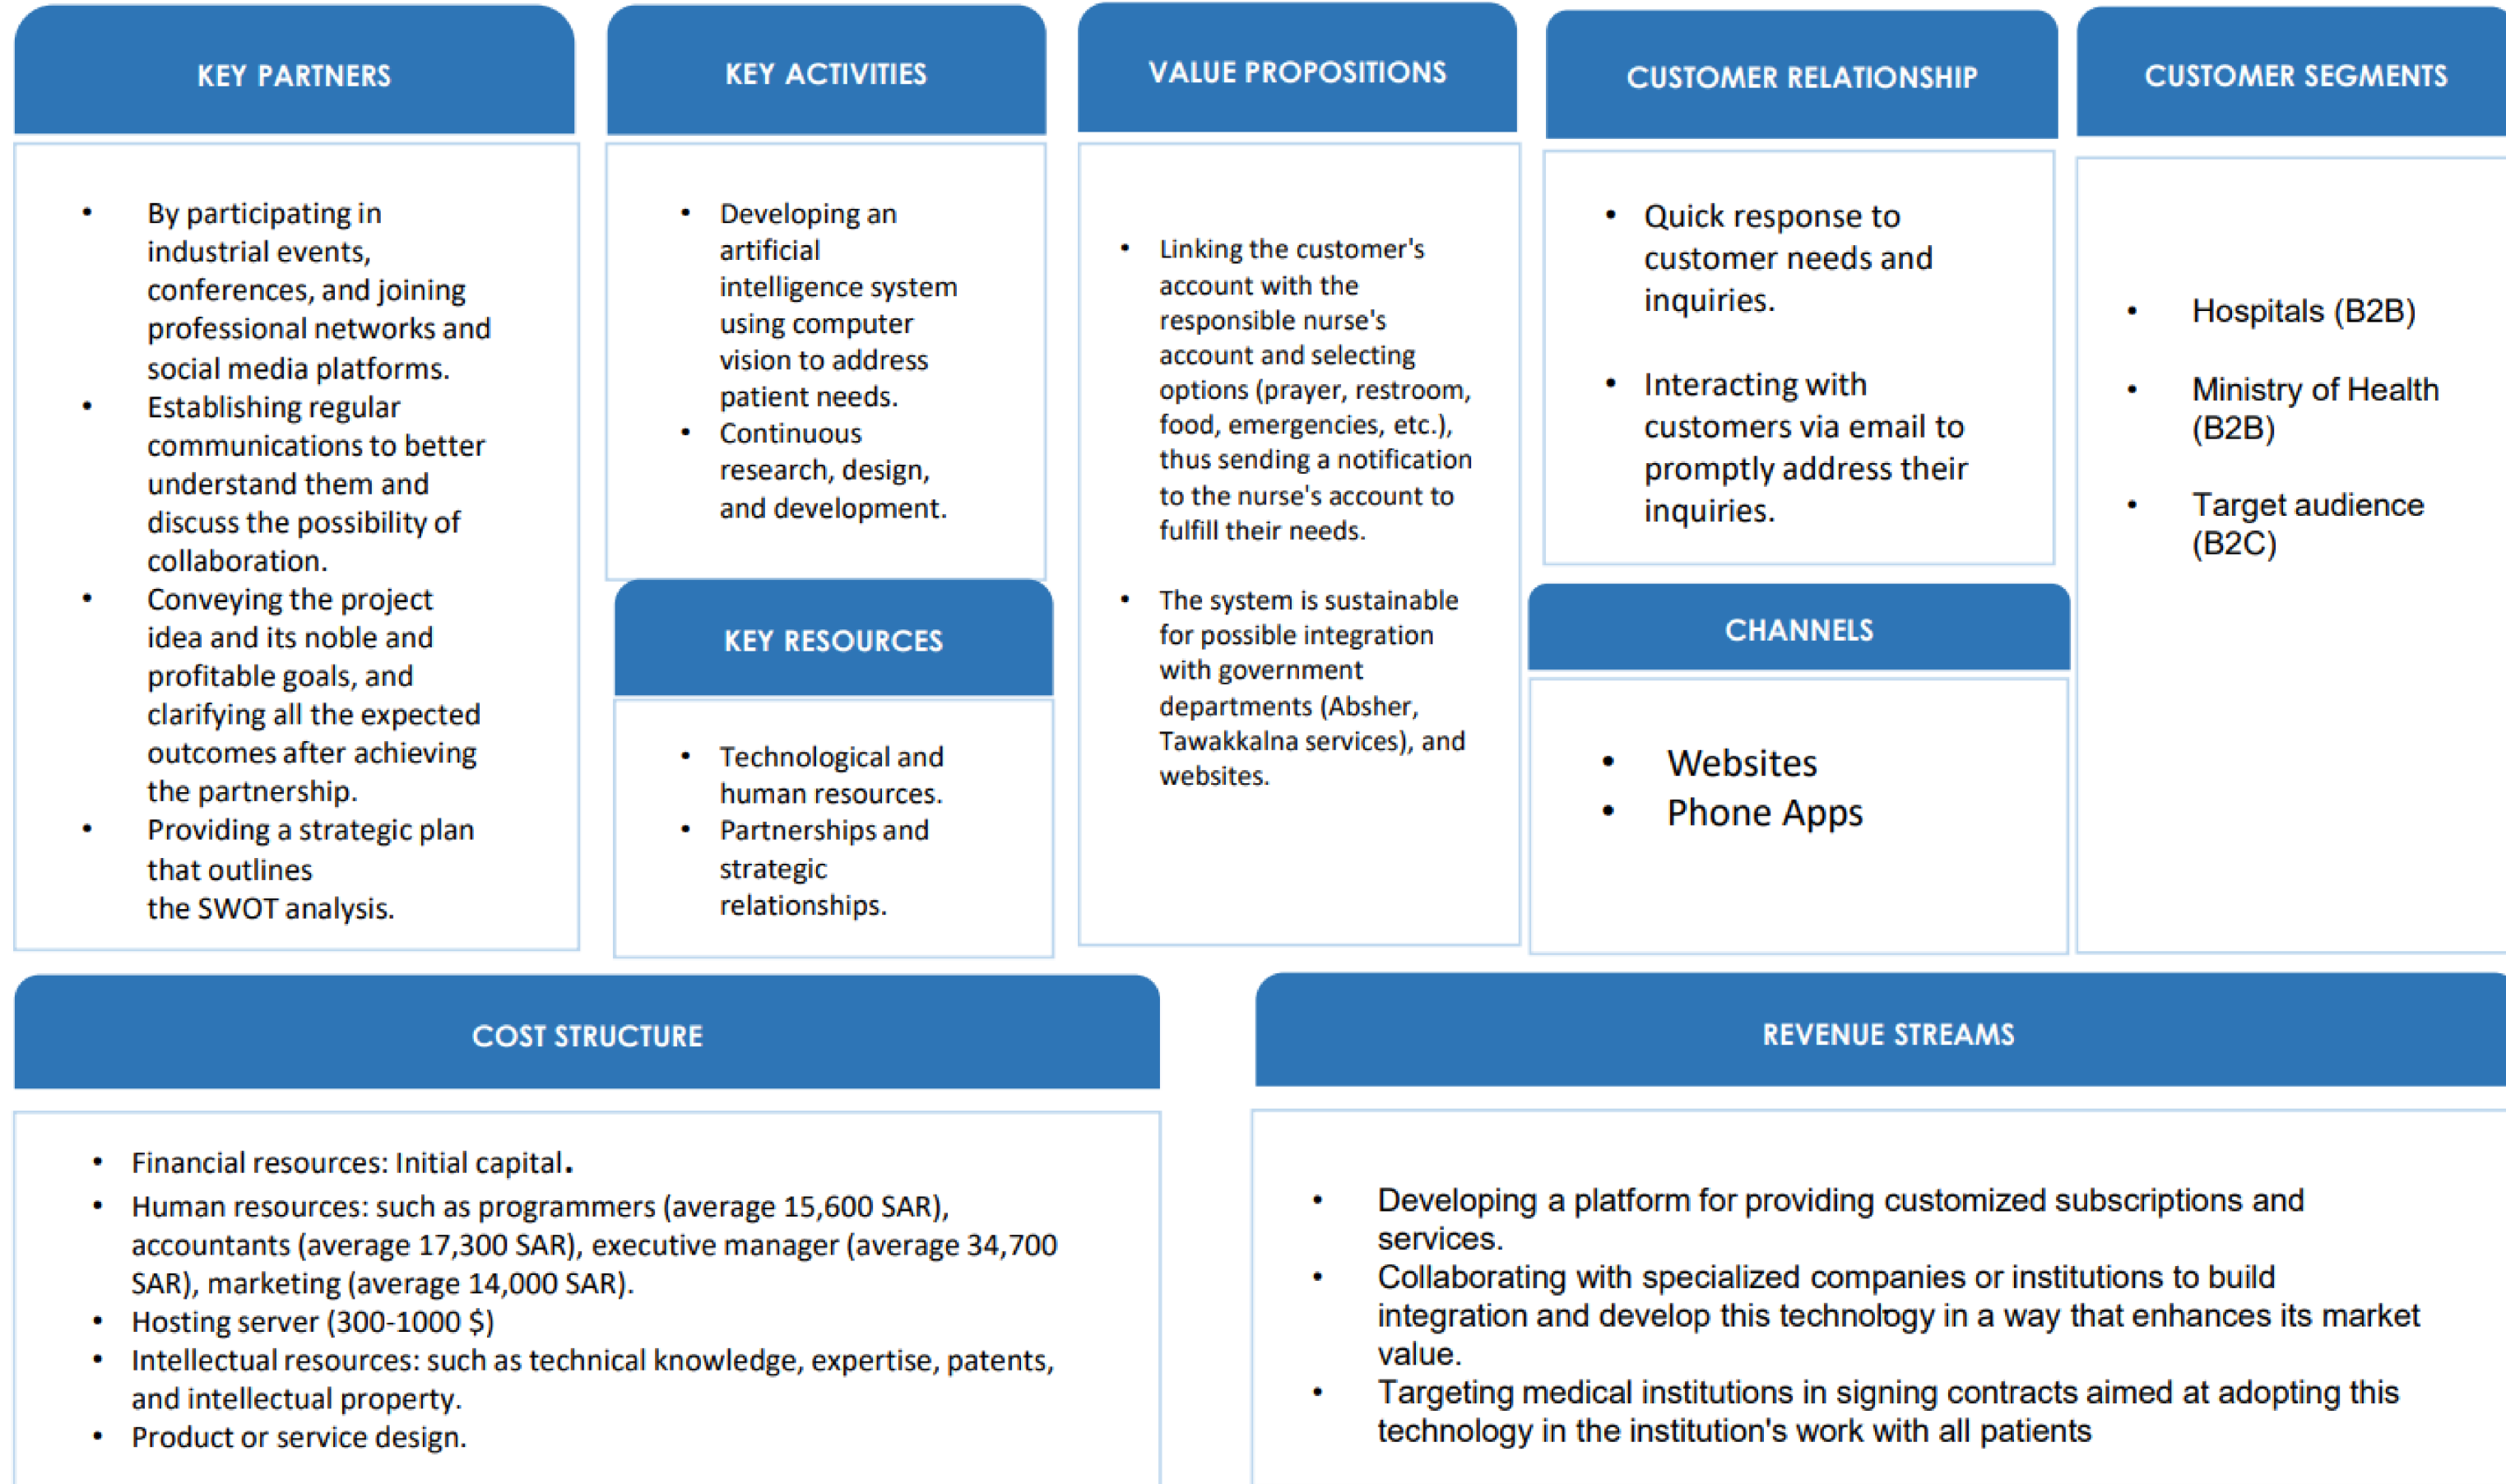 KEY PARTNERS
• By participating in
industrial events,
conferences, and joining
professional networks and
social media platforms.
• Establishing regular
communications to better
understand them and
discuss the possibility of
collaboration.
• Conveying the project
idea and its noble and
profitable goals, and
clarifying all the expected
outcomes after achieving
the partnership.
• Providing a strategic plan
that outlines
the SWOT analysis.
KEY ACTIVITIES
• Developing an
artificial
intelligence system
using computer
vision to address
patient needs.
• Continuous
research, design,
and development.
KEY RESOURCES
• Technological and
human resources.
• Partnerships and
strategic
relationships.
VALUE PROPOSITIONS
• Linking the customer's
account with the
responsible nurse's
account and selecting
options (prayer, restroom,
food, emergencies, etc.),
thus sending a notification
to the nurse's account to
fulfill their needs.
• The system is sustainable
for possible integration
with government
departments (Absher,
Tawakkalna services), and
websites.
CUSTOMER RELATIONSHIP
• Quick response to
customer needs and
inquiries.
• Interacting with
customers via email to
promptly address their
inquiries.
CHANNELS
• Websites
• Phone Apps
CUSTOMER SEGMENTS
• Hospitals (B2B)
• Ministry of Health
(B2B)
• Target audience
(B2C)
COST STRUCTURE
• Financial resources: Initial capital.
• Human resources: such as programmers (average 15,600 SAR),
accountants (average 17,300 SAR), executive manager (average 34,700
SAR), marketing (average 14,000 SAR).
• Hosting server (300-1000 $)
• Intellectual resources: such as technical knowledge, expertise, patents,
and intellectual property.
• Product or service design.
REVENUE STREAMS
• Developing a platform for providing customized subscriptions and
services.
• Collaborating with specialized companies or institutions to build
integration and develop this technology in a way that enhances its market
value.
• Targeting medical institutions in signing contracts aimed at adopting this
technology in the institution's work with all patients